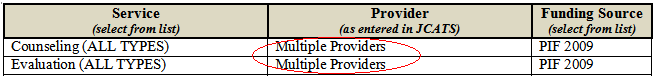 Service Provider Funding Source
(select from list) (as entered in JCATS) (select from list)
Counseling (ALL TYPES) Multiple Providers PIF 2009
Evaluation (ALL TYPES) Multiple Providers PIF 2009